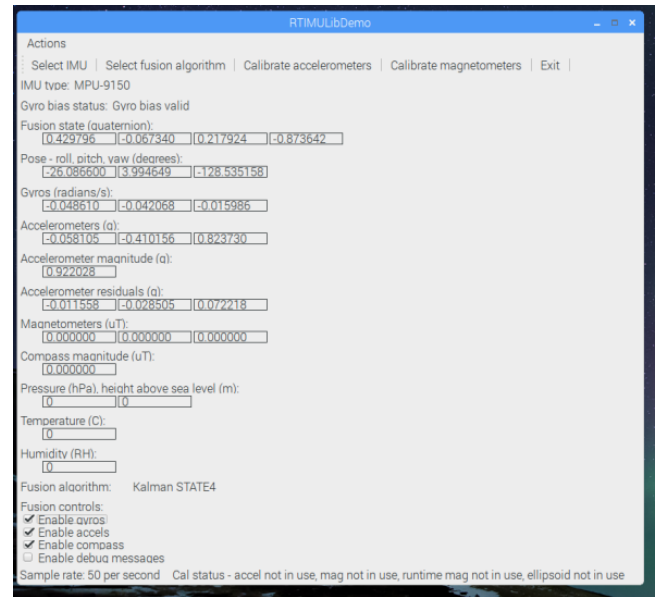 RTIMULibDemo
Actions
Select IMU Select fusion algorithm Calibrate accelerometers Calibrate magnetometers Exit
IMU type: MPU-9150
Gyro bias status: Gyro bias valid
Fusion state (quaternion):
0.429796 -0.067340 0.217924 -0.873642
Pose - roll, pitch, yaw (degrees):
-26.086600 3.994649 -128.535158
Gyros (radians/s):
-0.048610 -0.042068 -0.015986
Accelerometers (g):
-0.058105 -0.410156 0.823730
Accelerometer magnitude (g):
0.922028
Accelerometer residuals (g):
-0.011558 -0.028505 0.072218
Magnetometers (uT):
0.000000 0.000000 0.000000
Compass magnitude (uT):
0.000000
Pressure (hPa), height above sea level (m):
0 0
Temperature (C):
0
Humidity (RH):
0
Fusion algorithm: Kalman STATE4
Fusion controls:
Enable gyros
Enable accels
Enable compass
Enable debug messages
Sample rate: 50 per second Cal status - accel not in use, mag not in use, runtime mag not in use, ellipsoid not in use